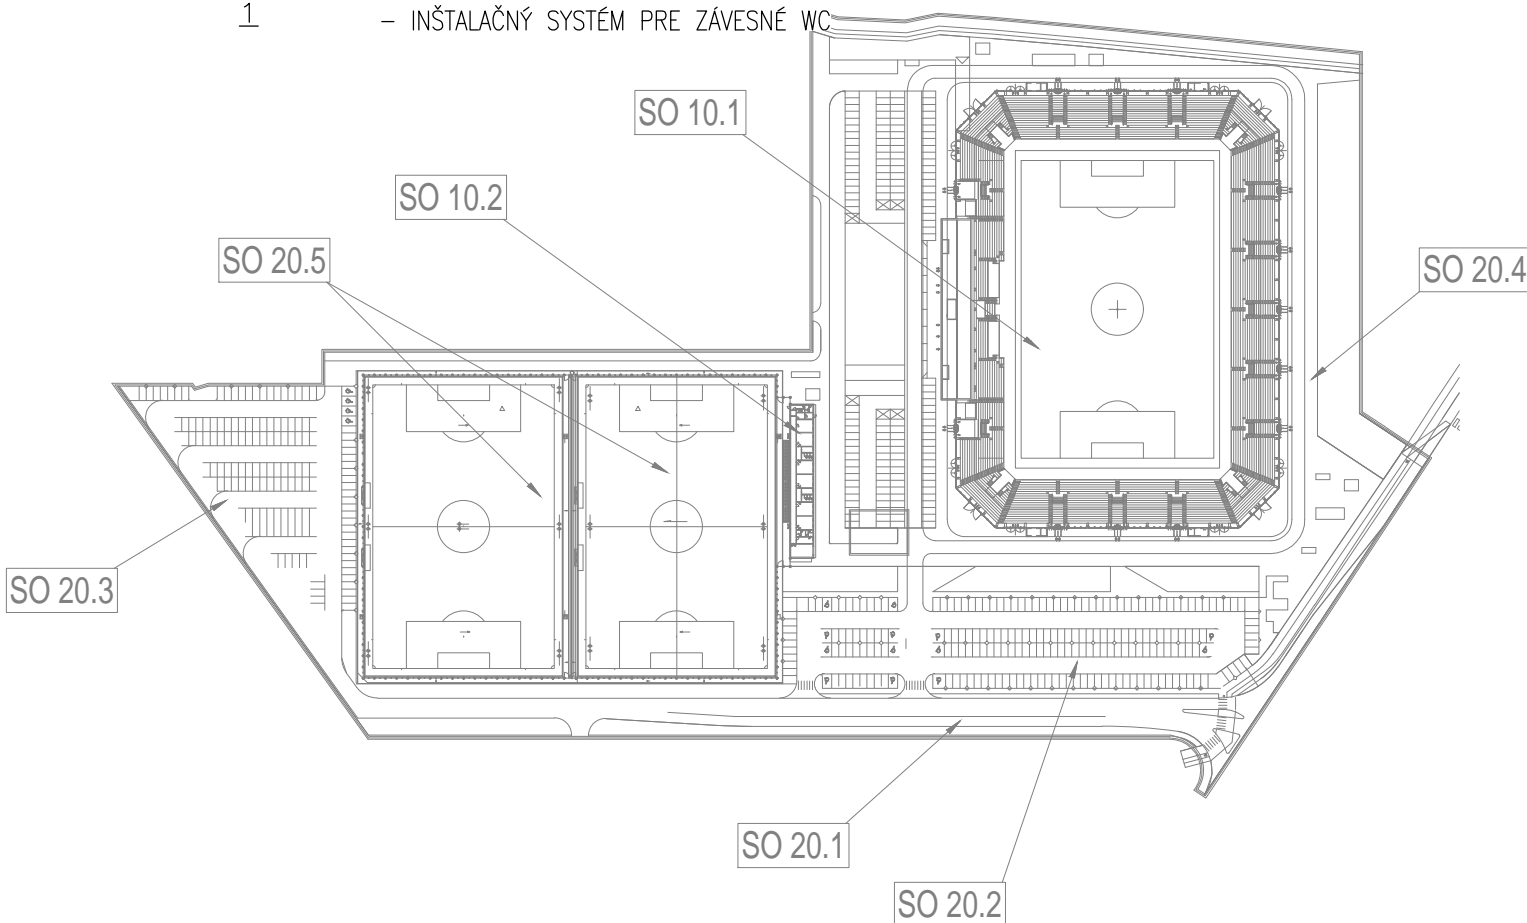 1 – INŠTALAČNÝ SYSTÉM PRE ZÁVESNÉ WC
SO 10.1
SO 10.2
SO 20.5
SO 20.4
SO 20.3
SO 20.1
SO 20.2